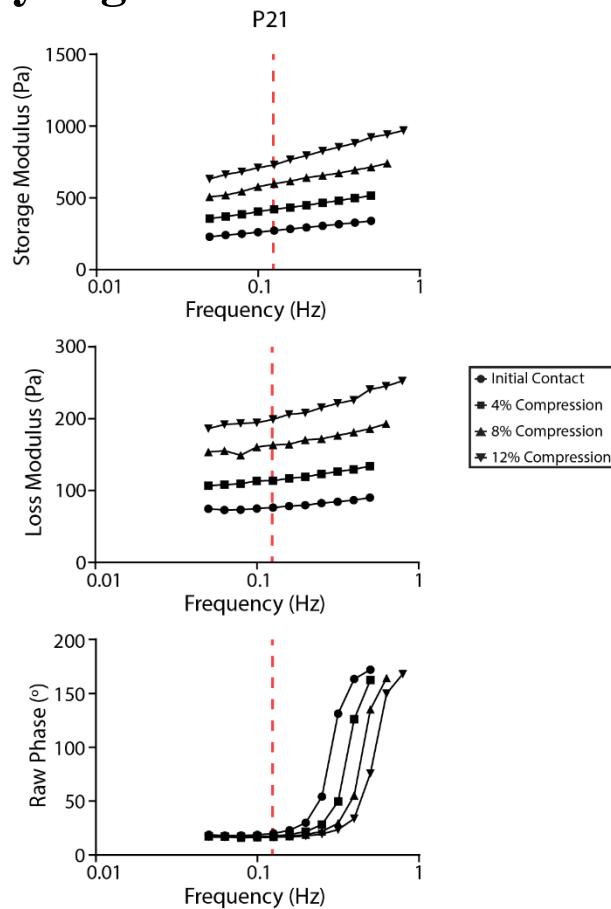 P21
1500
1000
500
0
0.01 0.1 1
Storage Modulus (Pa)
Frequency (Hz)
300
200
100
0
0.01 0.1 1
Loss Modulus (Pa)
Frequency (Hz)
Initial Contact
4% Compression
8% Compression
12% Compression
200
150
100
50
0
0.01 0.1 1
Raw Phase (º)
Frequency (Hz)